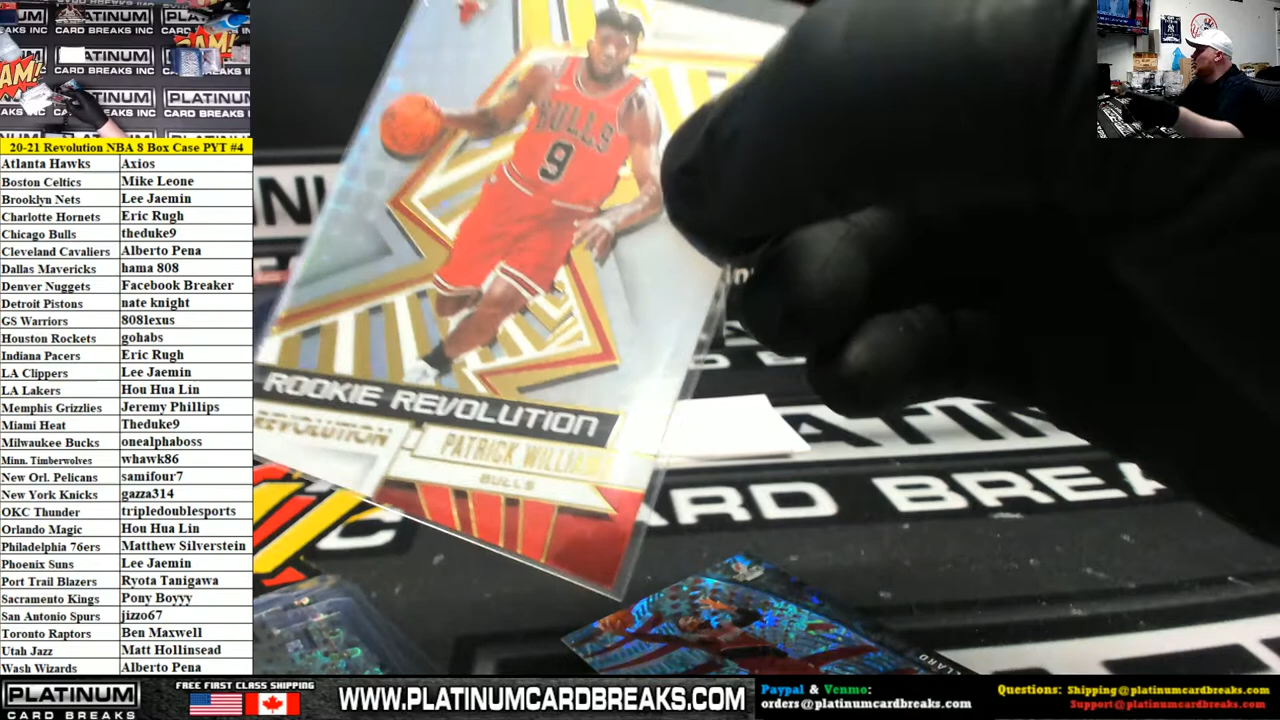 PLATINUM
CARD BREAKS INC
20-21 Revolution NBA 8 Box Case PYT #4
Atlanta Hawks Axios
Boston Celtics Mike Leone
Brooklyn Nets Lee Jaemin
Charlotte Hornets Eric Rugh
Chicago Bulls theduke9
Cleveland Cavaliers Alberto Pena
Dallas Mavericks hama 808
Denver Nuggets Facebook Breaker
Detroit Pistons nate knight
GS Warriors 808lexus
Houston Rockets gohabs
Indiana Pacers Eric Rugh
LA Clippers Lee Jaemin
LA Lakers Hou Hua Lin
Memphis Grizzlies Jeremy Phillips
Miami Heat Theduke9
Milwaukee Bucks onealphaboss
Minn. Timberwolves whawk86
New Orl. Pelicans samifour7
New York Knicks gazza314
OKC Thunder tripledoublesports
Orlando Magic Hou Hua Lin
Philadelphia 76ers Matthew Silverstein
Phoenix Suns Lee Jaemin
Port Trail Blazers Ryota Tanigawa
Sacramento Kings Pony Boyyy
San Antonio Spurs jizzo67
Toronto Raptors Ben Maxwell
Utah Jazz Matt Hollinsead
Wash Wizards Alberto Pena
BULLS
9
ROOKIE REVOLUTION
REVOLUTION
PATRICK
BULLS
CARD
PLATINUM
CARD BREAKS
FREE FIRST CLASS SHIPPING
WWW.PLATINUMCARDBREAKS.COM
Paypal & Venmo:
orders@platinumcardbreaks.com
Questions: Shipping@platinumcardbreaks.com
Support@platinumcardbreaks.com